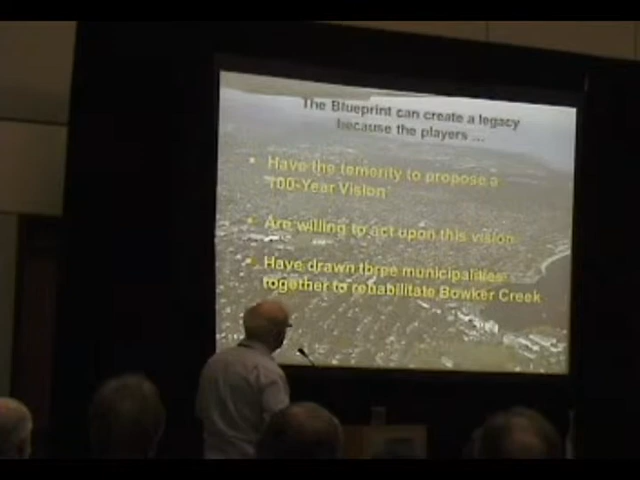 The Blueprint can create a legacy
because the players ...
• Have the temerity to propose a
100-Year Vision
• Are willing to act upon this vision
• Have drawn three municipalities
together to rehabilitate Bowker Creek